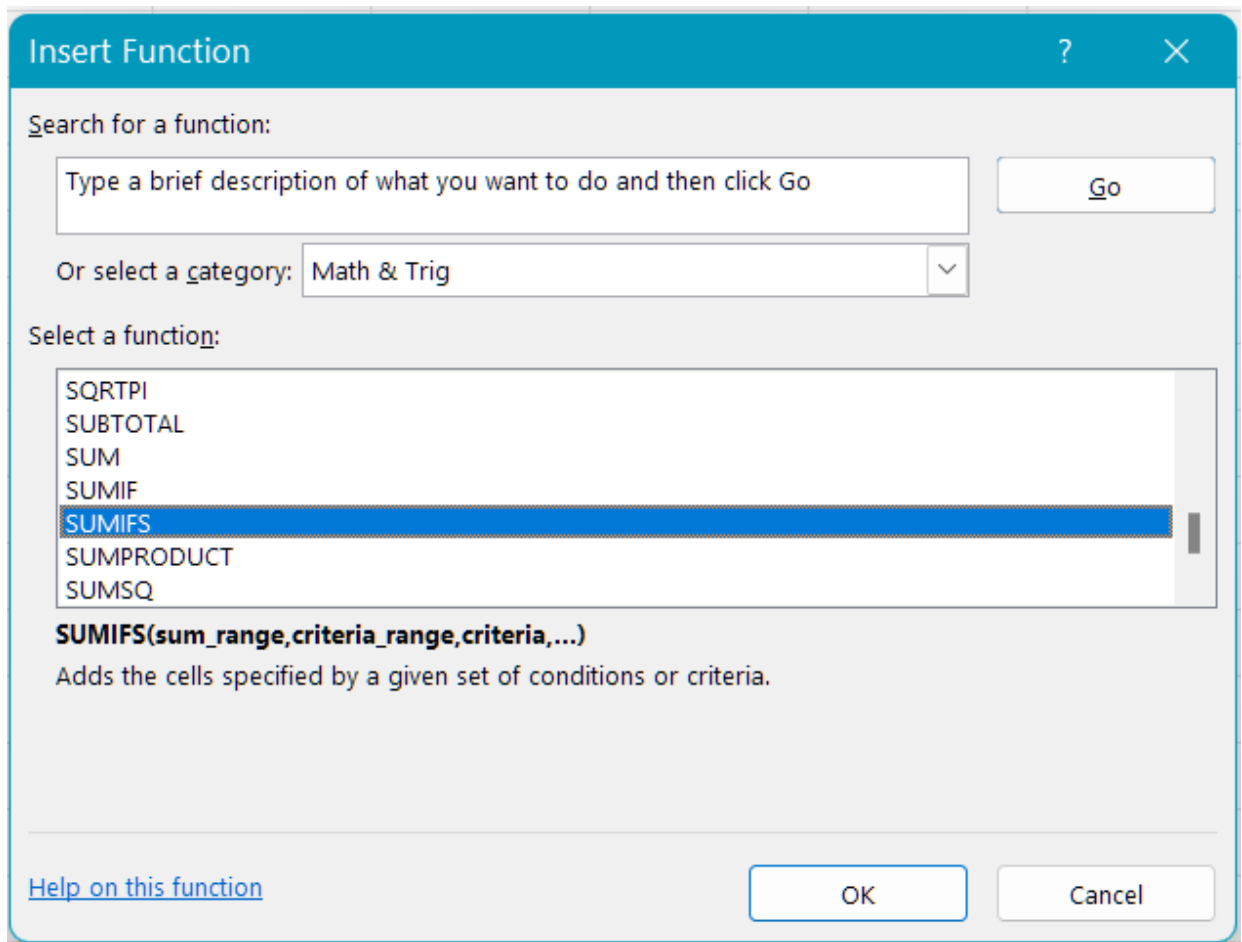 Insert Function ?
Search for a function:
Type a brief description of what you want to do and then click Go
Go
Or select a category: Math & Trig
Select a function:
SQRTPI
SUBTOTAL
SUM
SUMIF
SUMIFS
SUMPRODUCT
SUMSQ
SUMIFS(sum_range,criteria_range,criteria,...)
Adds the cells specified by a given set of conditions or criteria.
Help on this function
OK
Cancel